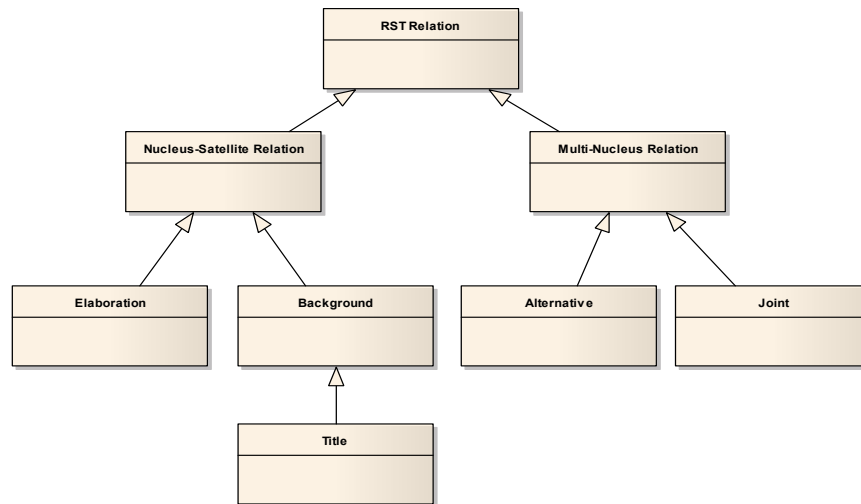 RST Relation
Nucleus-Satellite Relation
Multi-Nucleus Relation
Elaboration
Background
Alternative
Joint
Title